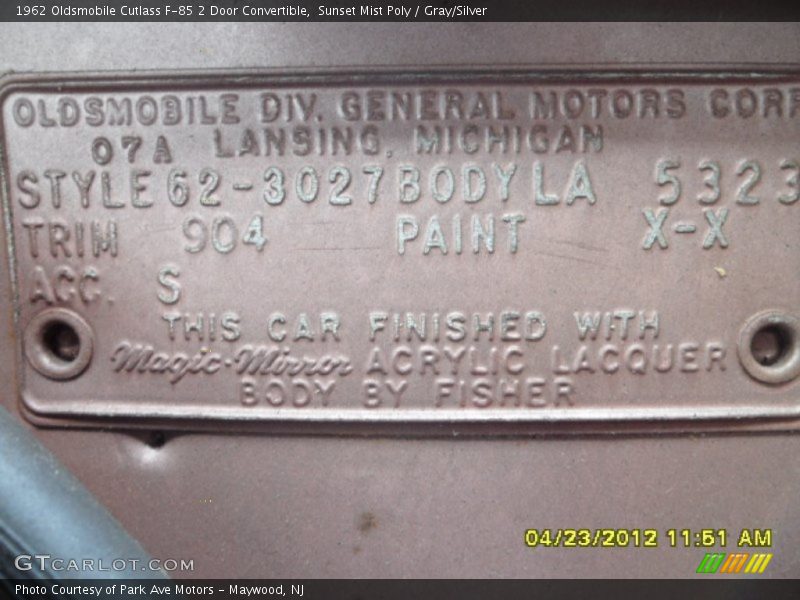 1962 Oldsmobile Cutlass F-85 2 Door Convertible, Sunset Mist Poly / Gray/Silver
OLDSMOBILE DIV. GENERAL MOTORS CORP
07A LANSING, MICHIGAN
STYLE 62-3027 BODY LA 5323
TRIM 904 PAINT X-X
ACC. S
THIS CAR FINISHED WITH
Magic-Mirror ACRYLIC LACQUER
BODY BY FISHER
04/23/2012 11:51 AM
GTCARLOT.COM
Photo Courtesy of Park Ave Motors - Maywood, NJ